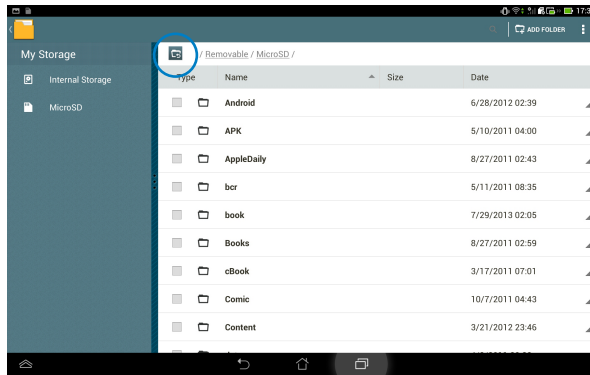 17:3
ADD FOLDER
My Storage
/ Removable / MicroSD /
Internal Storage
MicroSD
Type Name Size Date
Android 6/28/2012 02:39
APK 5/10/2011 04:00
AppleDaily 8/27/2011 02:43
bcr 5/11/2011 08:35
book 7/29/2013 02:05
Books 8/27/2011 02:59
cBook 3/17/2011 07:01
Comic 10/7/2011 04:43
Content 3/21/2012 23:46